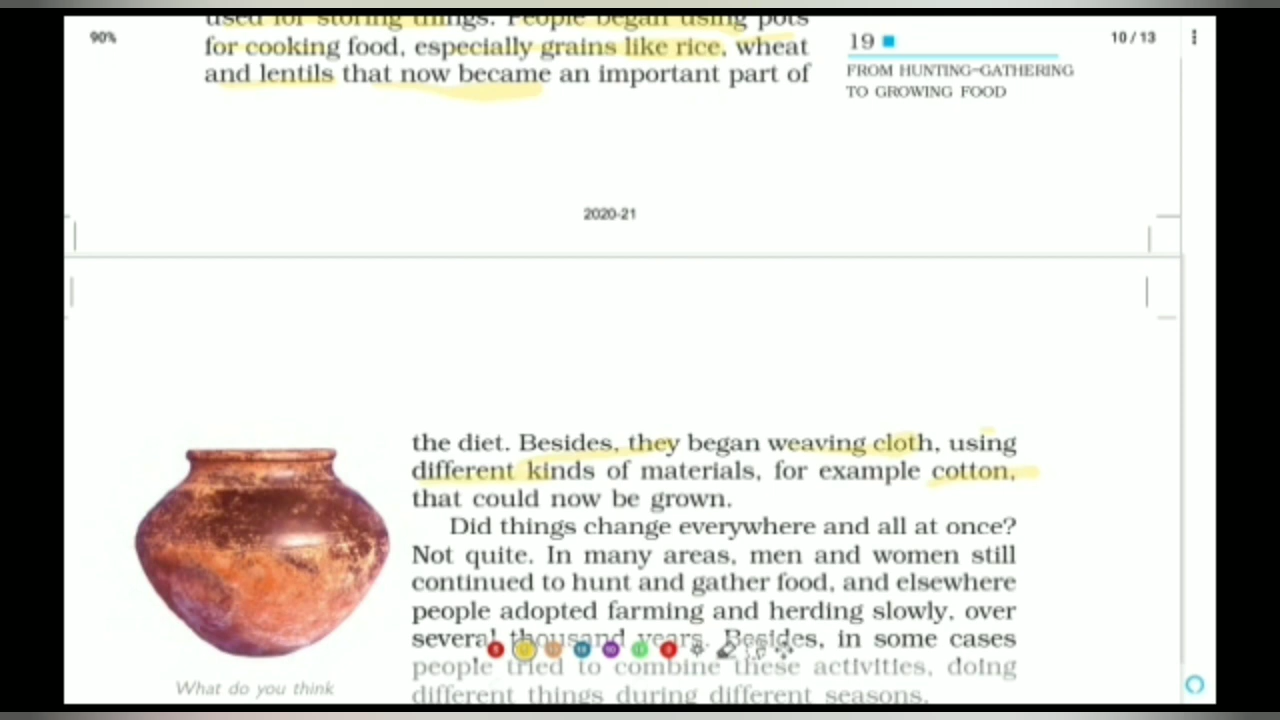 used for storing things. People began using pots
for cooking food, especially grains like rice, wheat
and lentils that now became an important part of
90%
19
10 / 13
FROM HUNTING-GATHERING
TO GROWING FOOD
2020-21
the diet. Besides, they began weaving cloth, using
different kinds of materials, for example cotton,
that could now be grown.
Did things change everywhere and all at once?
Not quite. In many areas, men and women still
continued to hunt and gather food, and elsewhere
people adopted farming and herding slowly, over
several thousand years. Besides, in some cases
people tried to combine these activities, doing
different things during different seasons.
What do you think